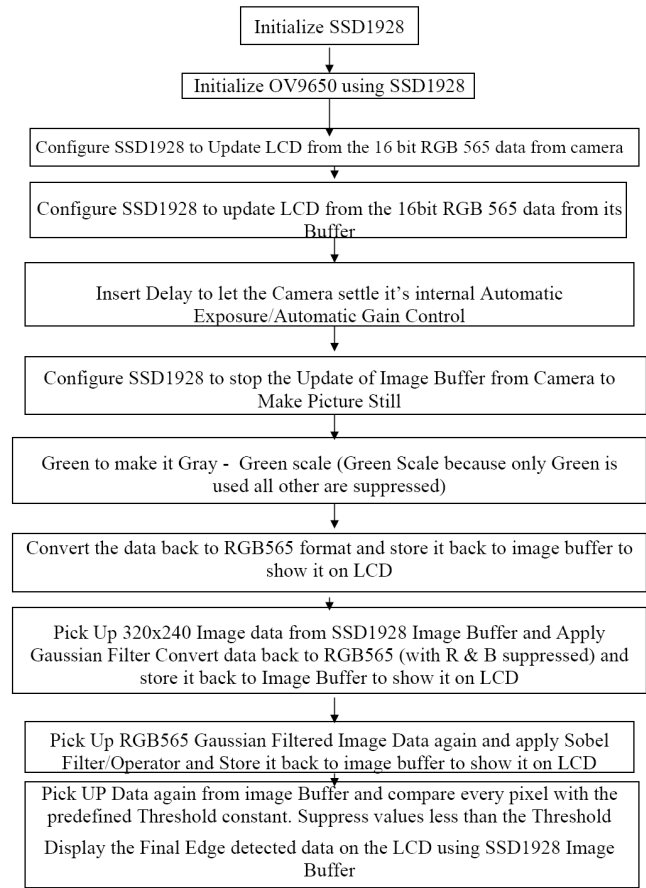 Initialize SSD1928
Initialize OV9650 using SSD1928
Configure SSD1928 to Update LCD from the 16 bit RGB 565 data from camera
Configure SSD1928 to update LCD from the 16bit RGB 565 data from its
Buffer
Insert Delay to let the Camera settle it's internal Automatic
Exposure/Automatic Gain Control
Configure SSD1928 to stop the Update of Image Buffer from Camera to
Make Picture Still
Green to make it Gray - Green scale (Green Scale because only Green is
used all other are suppressed)
Convert the data back to RGB565 format and store it back to image buffer to
show it on LCD
Pick Up 320x240 Image data from SSD1928 Image Buffer and Apply
Gaussian Filter Convert data back to RGB565 (with R & B suppressed) and
store it back to Image Buffer to show it on LCD
Pick Up RGB565 Gaussian Filtered Image Data again and apply Sobel
Filter/Operator and Store it back to image buffer to show it on LCD
Pick UP Data again from image Buffer and compare every pixel with the
predefined Threshold constant. Suppress values less than the Threshold
Display the Final Edge detected data on the LCD using SSD1928 Image
Buffer